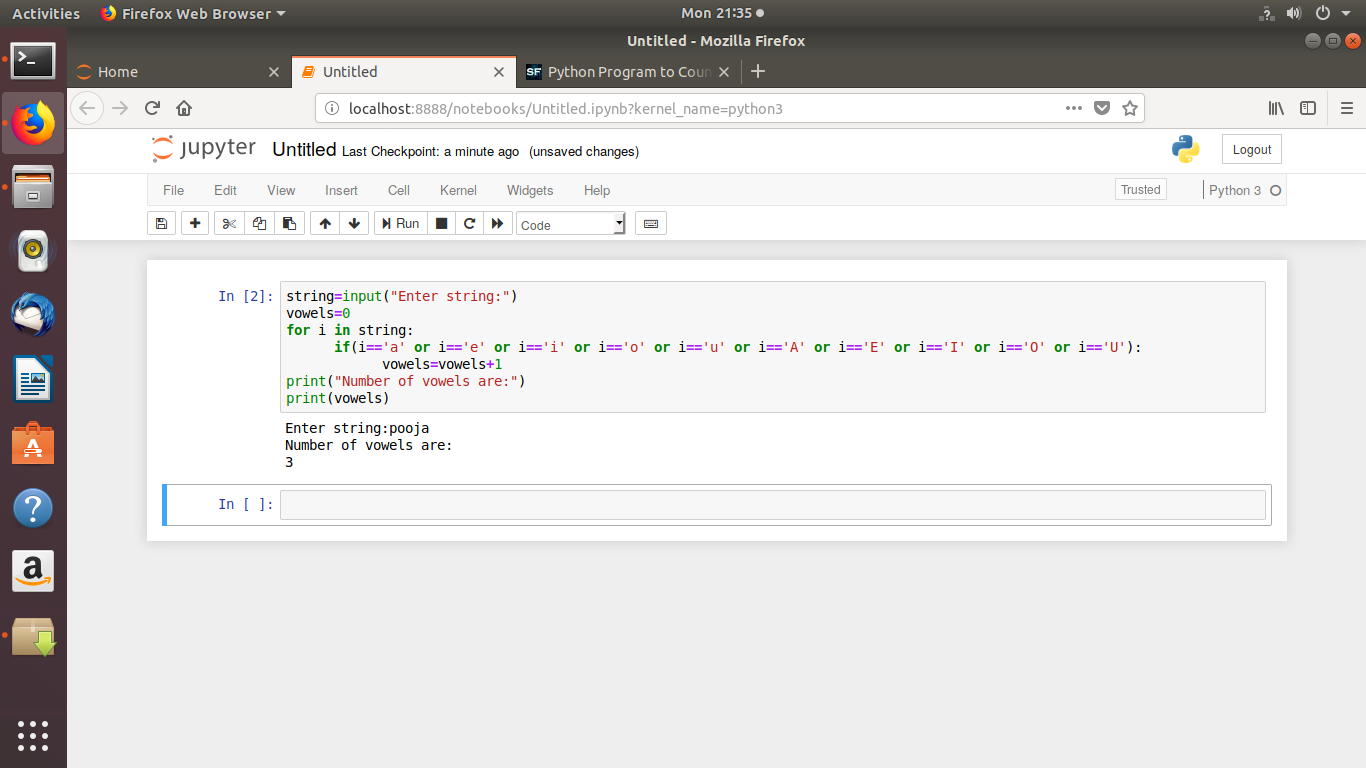 Activities Firefox Web Browser Mon 21:35
Untitled - Mozilla Firefox
Home Untitled SF Python Program to Coun
localhost:8888/notebooks/Untitled.ipynb?kernel_name=python3
jupyter Untitled Last Checkpoint: a minute ago (unsaved changes) Logout
File Edit View Insert Cell Kernel Widgets Help Trusted Python 3
Run Code
In [2]: string=input("Enter string:")
vowels=0
for i in string:
      if(i=='a' or i=='e' or i=='i' or i=='o' or i=='u' or i=='A' or i=='E' or i=='I' or i=='O' or i=='U'):
            vowels=vowels+1
print("Number of vowels are:")
print(vowels)
Enter string:pooja
Number of vowels are:
3
In [ ]: